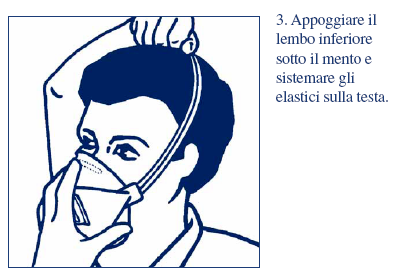 3. Appoggiare il
lembo inferiore
sotto il mento e
sistemare gli
elastici sulla testa.